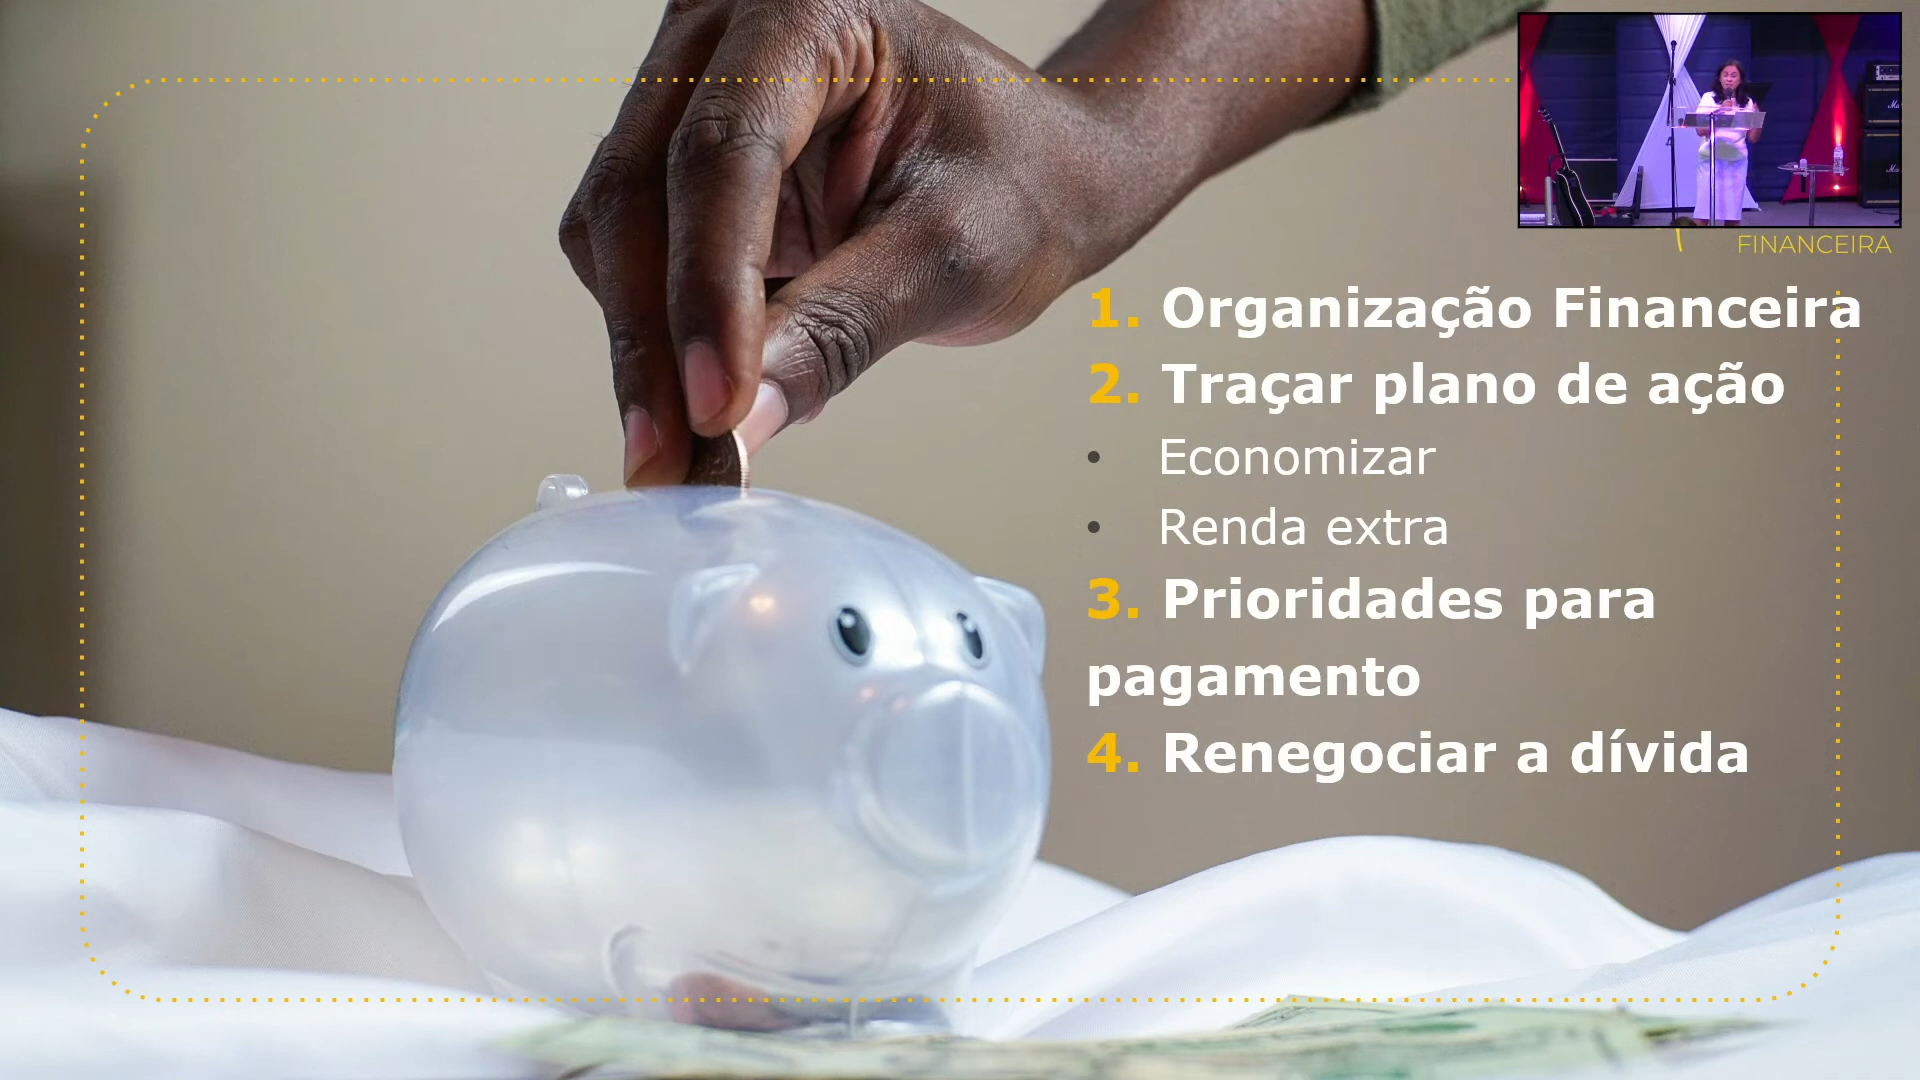 FINANCEIRA
1. Organização Financeira
2. Traçar plano de ação
• Economizar
• Renda extra
3. Prioridades para
pagamento
4. Renegociar a dívida